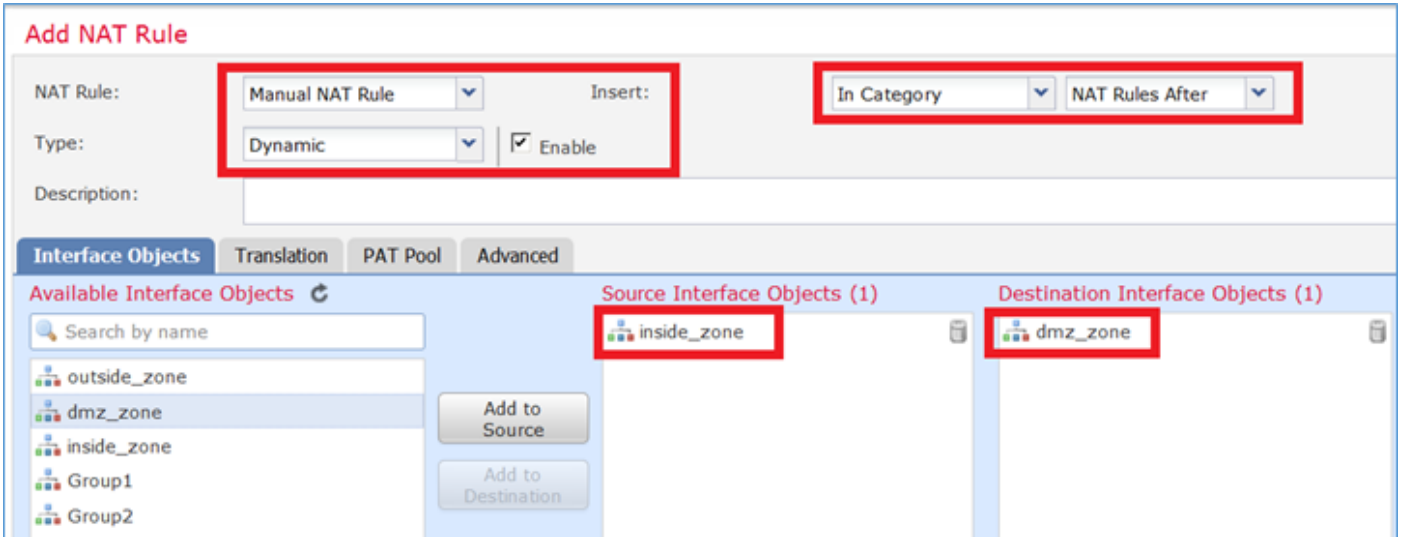 Add NAT Rule
NAT Rule: Manual NAT Rule Insert: In Category NAT Rules After
Type: Dynamic Enable
Description:
Interface Objects Translation PAT Pool Advanced
Available Interface Objects Source Interface Objects (1) Destination Interface Objects (1)
Search by name inside_zone dmz_zone
outside_zone
dmz_zone
inside_zone
Group1
Group2
Add to
Source
Add to
Destination